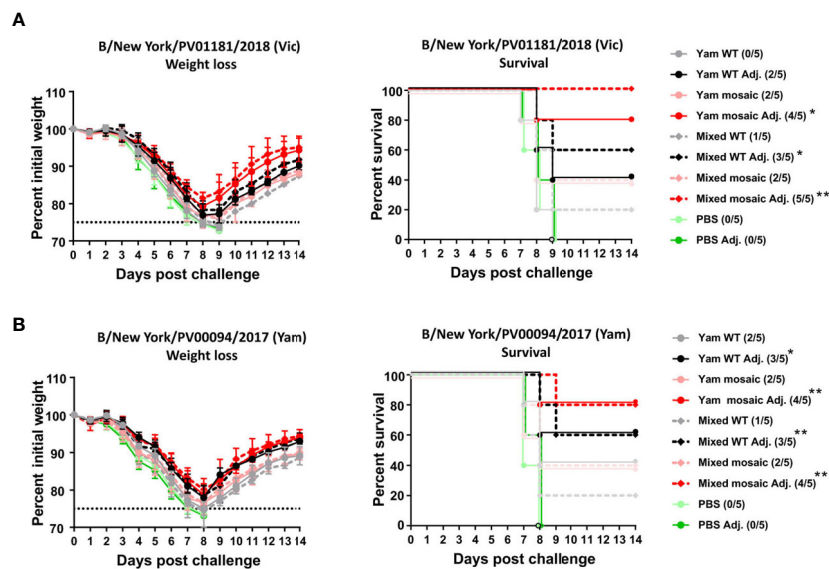 A
B/New York/PV01181/2018 (Vic)
Weight loss
Percent initial weight
110
100
90
80
70
0 1 2 3 4 5 6 7 8 9 10 11 12 13 14
Days post challenge
B/New York/PV01181/2018 (Vic)
Survival
Percent survival
100
80
60
40
20
0
0 1 2 3 4 5 6 7 8 9 10 11 12 13 14
Days post challenge
Yam WT (0/5)
Yam WT Adj. (2/5)
Yam mosaic (2/5)
Yam mosaic Adj. (4/5) *
Mixed WT (1/5)
Mixed WT Adj. (3/5) *
Mixed mosaic (2/5)
Mixed mosaic Adj. (5/5) **
PBS (0/5)
PBS Adj. (0/5)
B
B/New York/PV00094/2017 (Yam)
Weight loss
Percent initial weight
110
100
90
80
70
0 1 2 3 4 5 6 7 8 9 10 11 12 13 14
Days post challenge
B/New York/PV00094/2017 (Yam)
Survival
Percent survival
100
80
60
40
20
0
0 1 2 3 4 5 6 7 8 9 10 11 12 13 14
Days post challenge
Yam WT (2/5)
Yam WT Adj. (3/5) *
Yam mosaic (2/5)
Yam mosaic Adj. (4/5) **
Mixed WT (1/5)
Mixed WT Adj. (3/5) **
Mixed mosaic (2/5)
Mixed mosaic Adj. (4/5) **
PBS (0/5)
PBS Adj. (0/5)